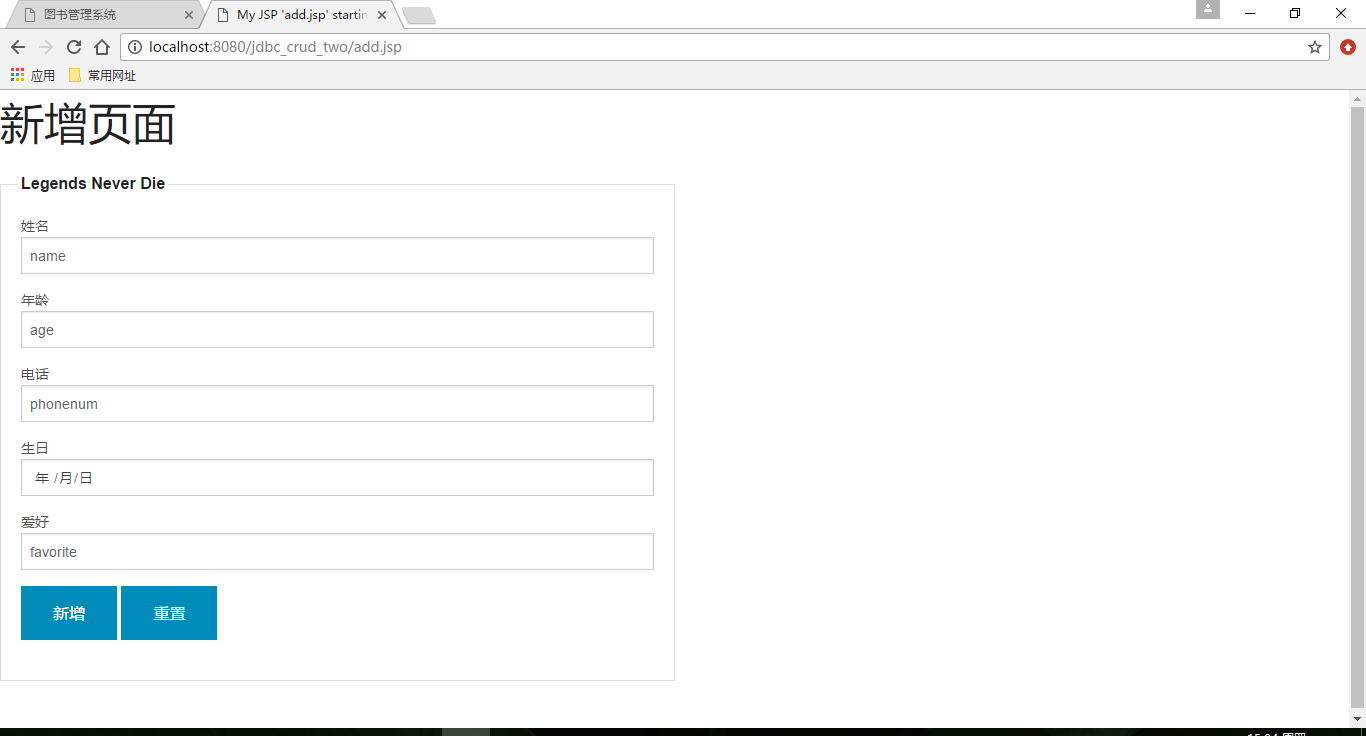 图书管理系统
My JSP 'add.jsp' startin
localhost:8080/jdbc_crud_two/add.jsp
应用 常用网址
新增页面
Legends Never Die
姓名
name
年龄
age
电话
phonenum
生日
年 /月/日
爱好
favorite
新增 重置